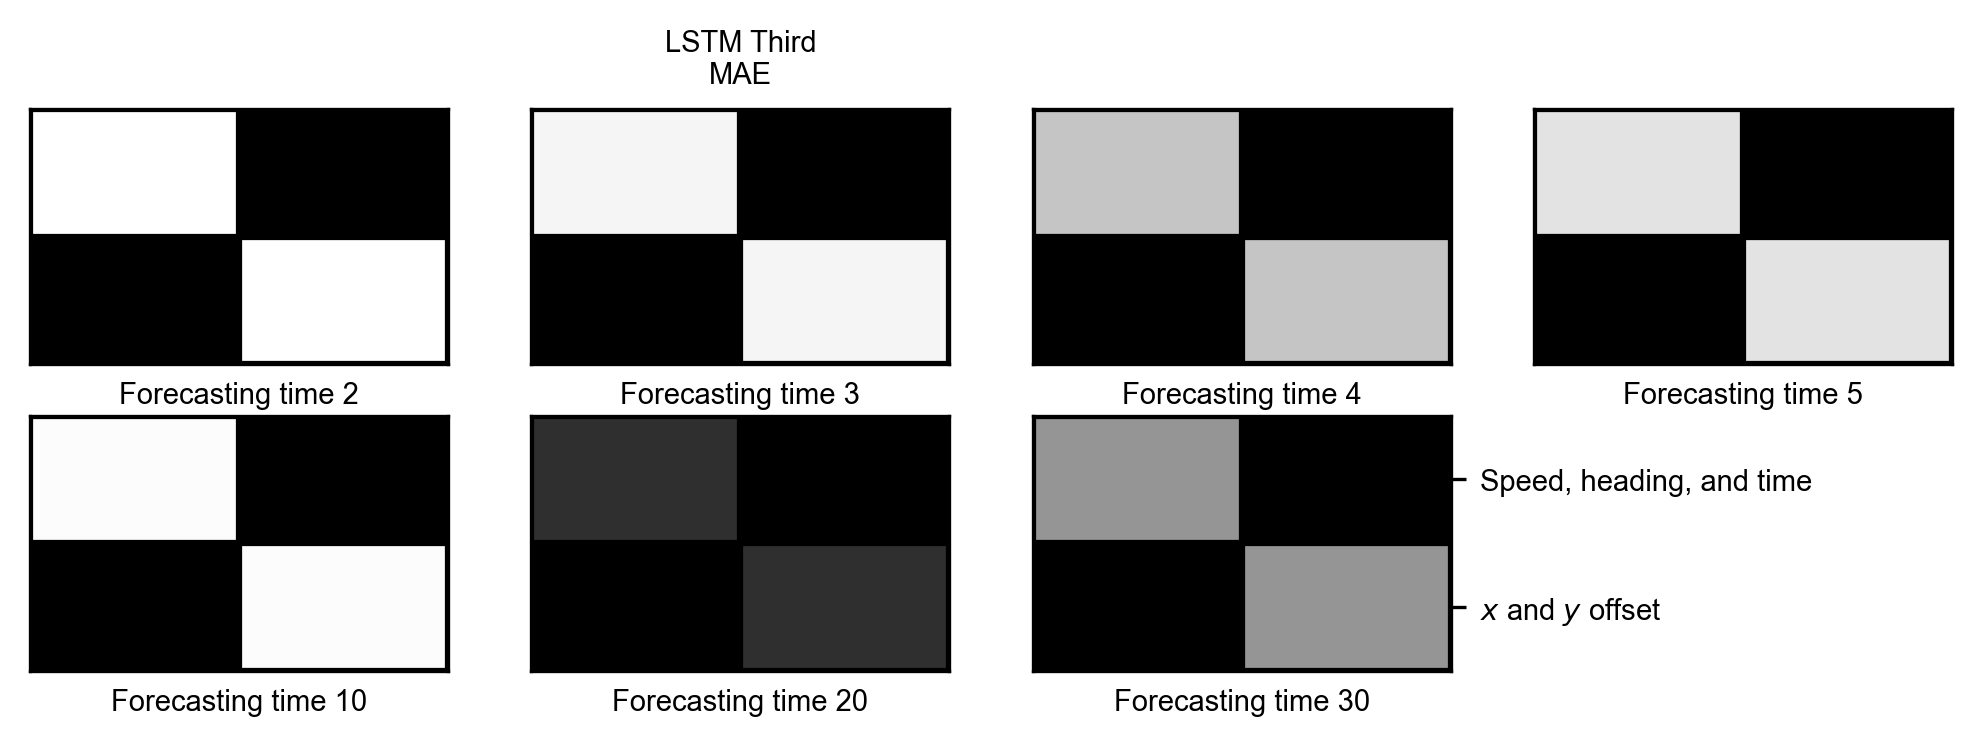 LSTM Third
MAE
Forecasting time 2
Forecasting time 3
Forecasting time 4
Forecasting time 5
Speed, heading, and time
x and y offset
Forecasting time 10
Forecasting time 20
Forecasting time 30